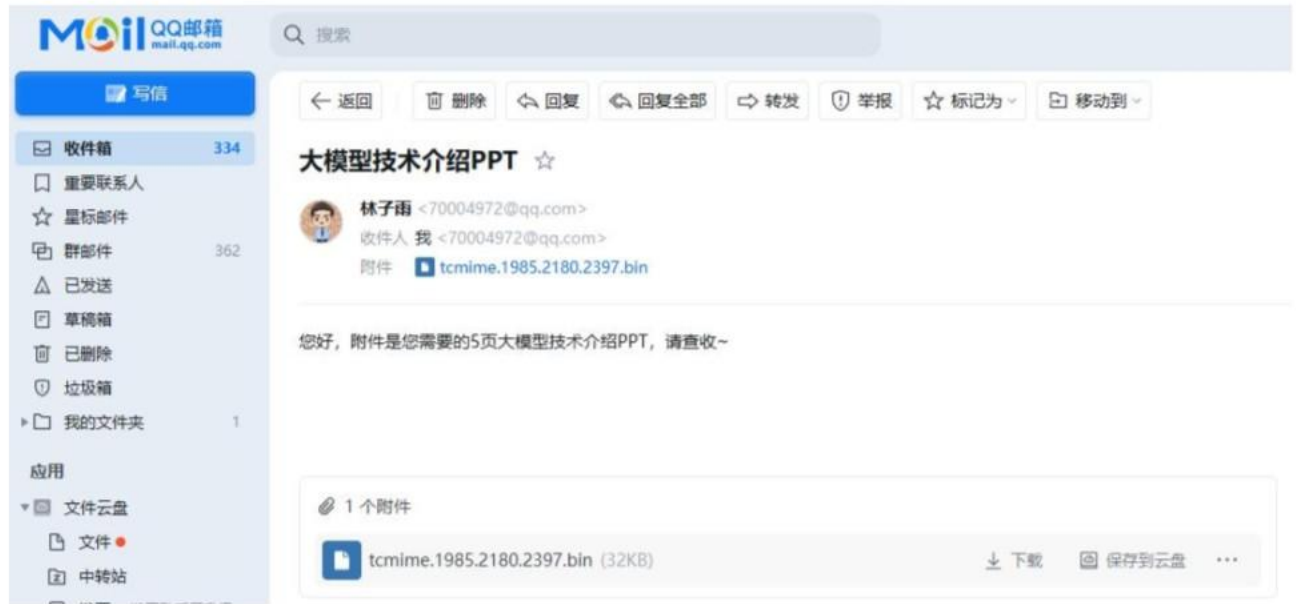 Mail QQ邮箱
mail.qq.com
搜索
写信
返回 删除 回复 回复全部 转发 举报 标记为 移动到
收件箱 334
重要联系人
星标邮件
群邮件 362
已发送
草稿箱
已删除
垃圾箱
我的文件夹 1
应用
文件云盘
文件
中转站
大模型技术介绍PPT
林子雨 <70004972@qq.com>
收件人 我 <70004972@qq.com>
附件 tcmime.1985.2180.2397.bin
您好，附件是您需要的5页大模型技术介绍PPT，请查收~
1 个附件
tcmime.1985.2180.2397.bin (32KB) 下载 保存到云盘 ···